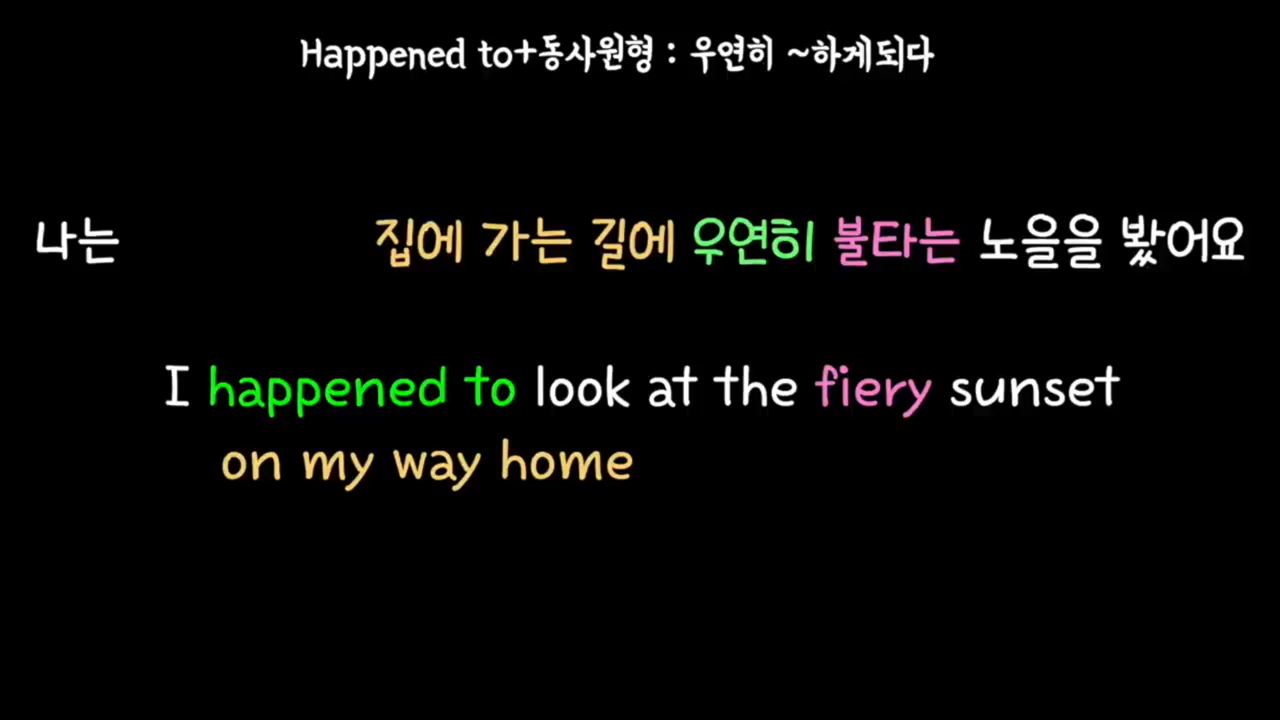 Happened to+동사원형 : 우연히 ~하게되다
나는 집에 가는 길에 우연히 불타는 노을을 봤어요
I happened to look at the fiery sunset
on my way home